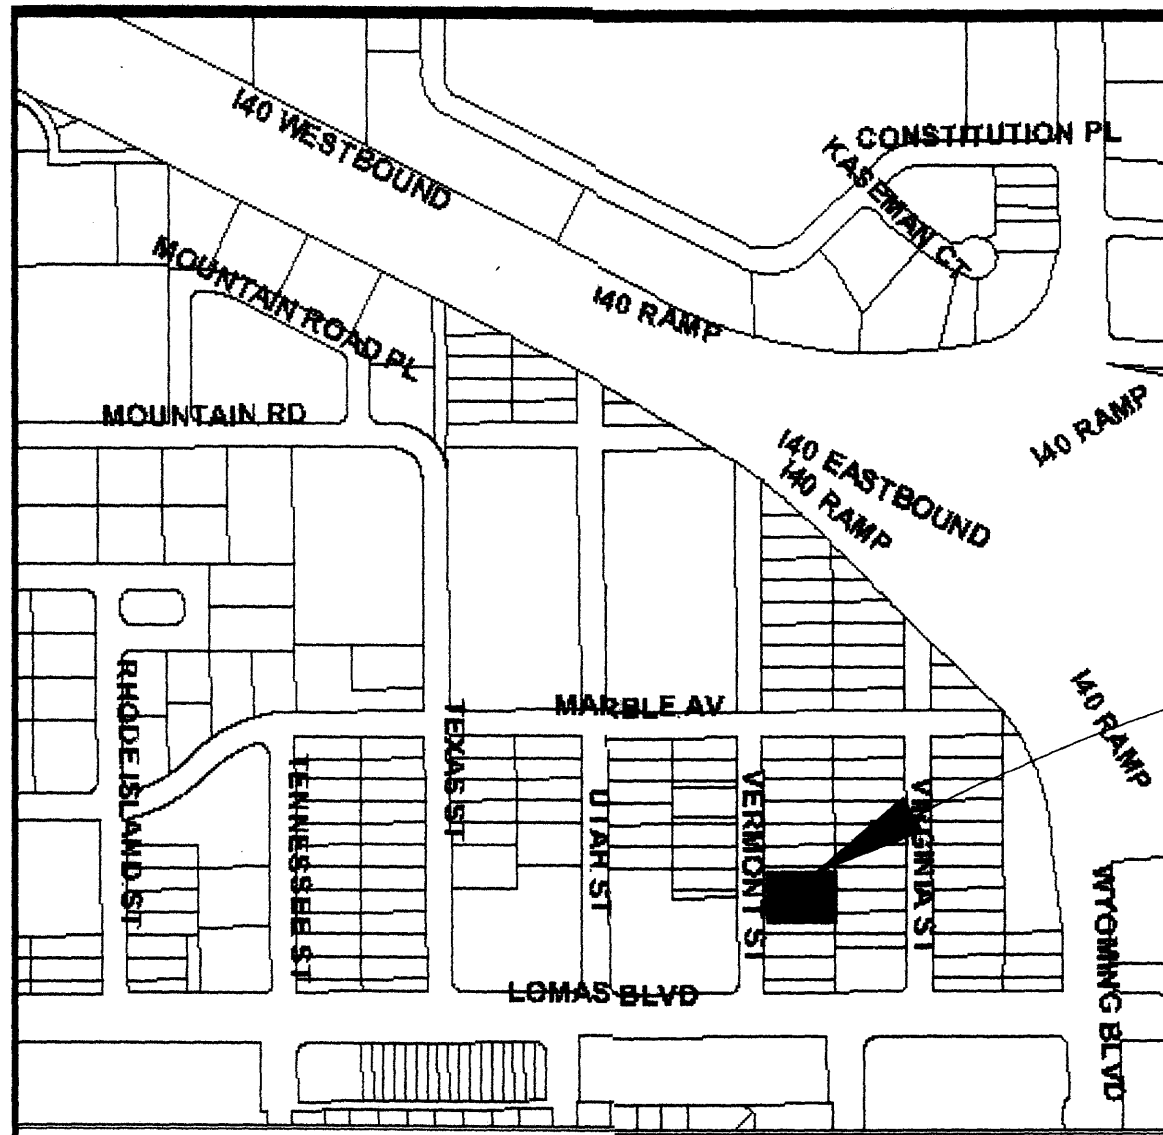 I40 WESTBOUND
CONSTITUTION PL
KASEMAN CT
MOUNTAIN ROAD PL
I40 RAMP
MOUNTAIN RD
I40 RAMP
I40 EASTBOUND
I40 RAMP
RHODE ISLAND ST
TENNESSEE ST
TEXAS ST
MARBLE AV
UTAH ST
VERMONT ST
VIRGINIA ST
I40 RAMP
WYOMING BLVD
LOMAS BLVD